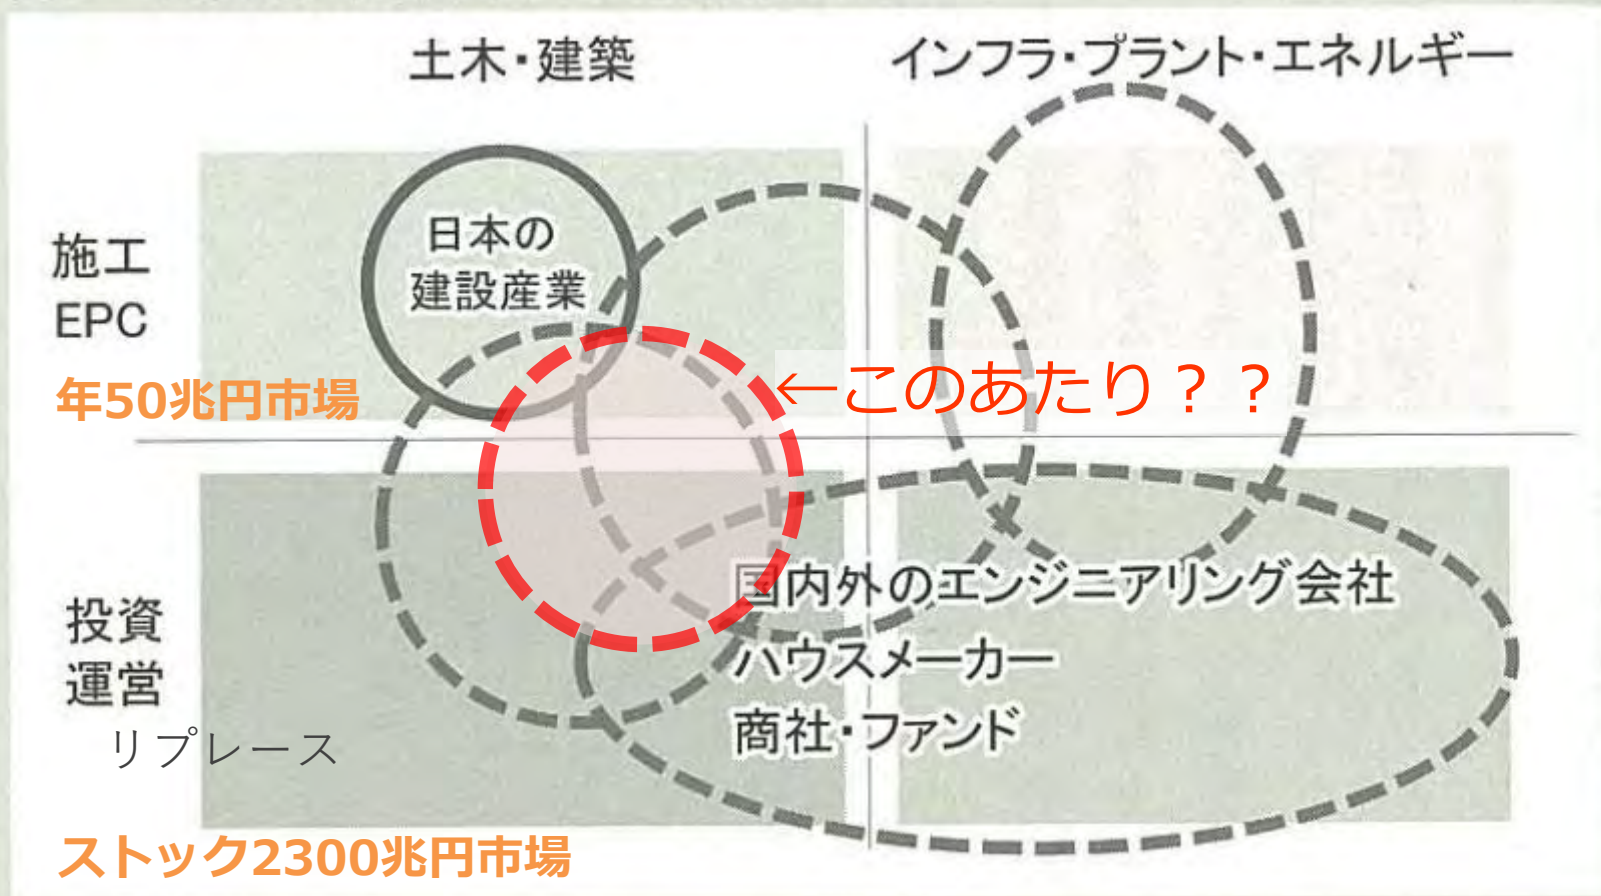 土木・建築
インフラ・プラント・エネルギー
日本の
建設産業
施工
EPC
年50兆円市場
←このあたり？？
投資
運営
リプレース
国内外のエンジニアリング会社
ハウスメーカー
商社・ファンド
ストック2300兆円市場